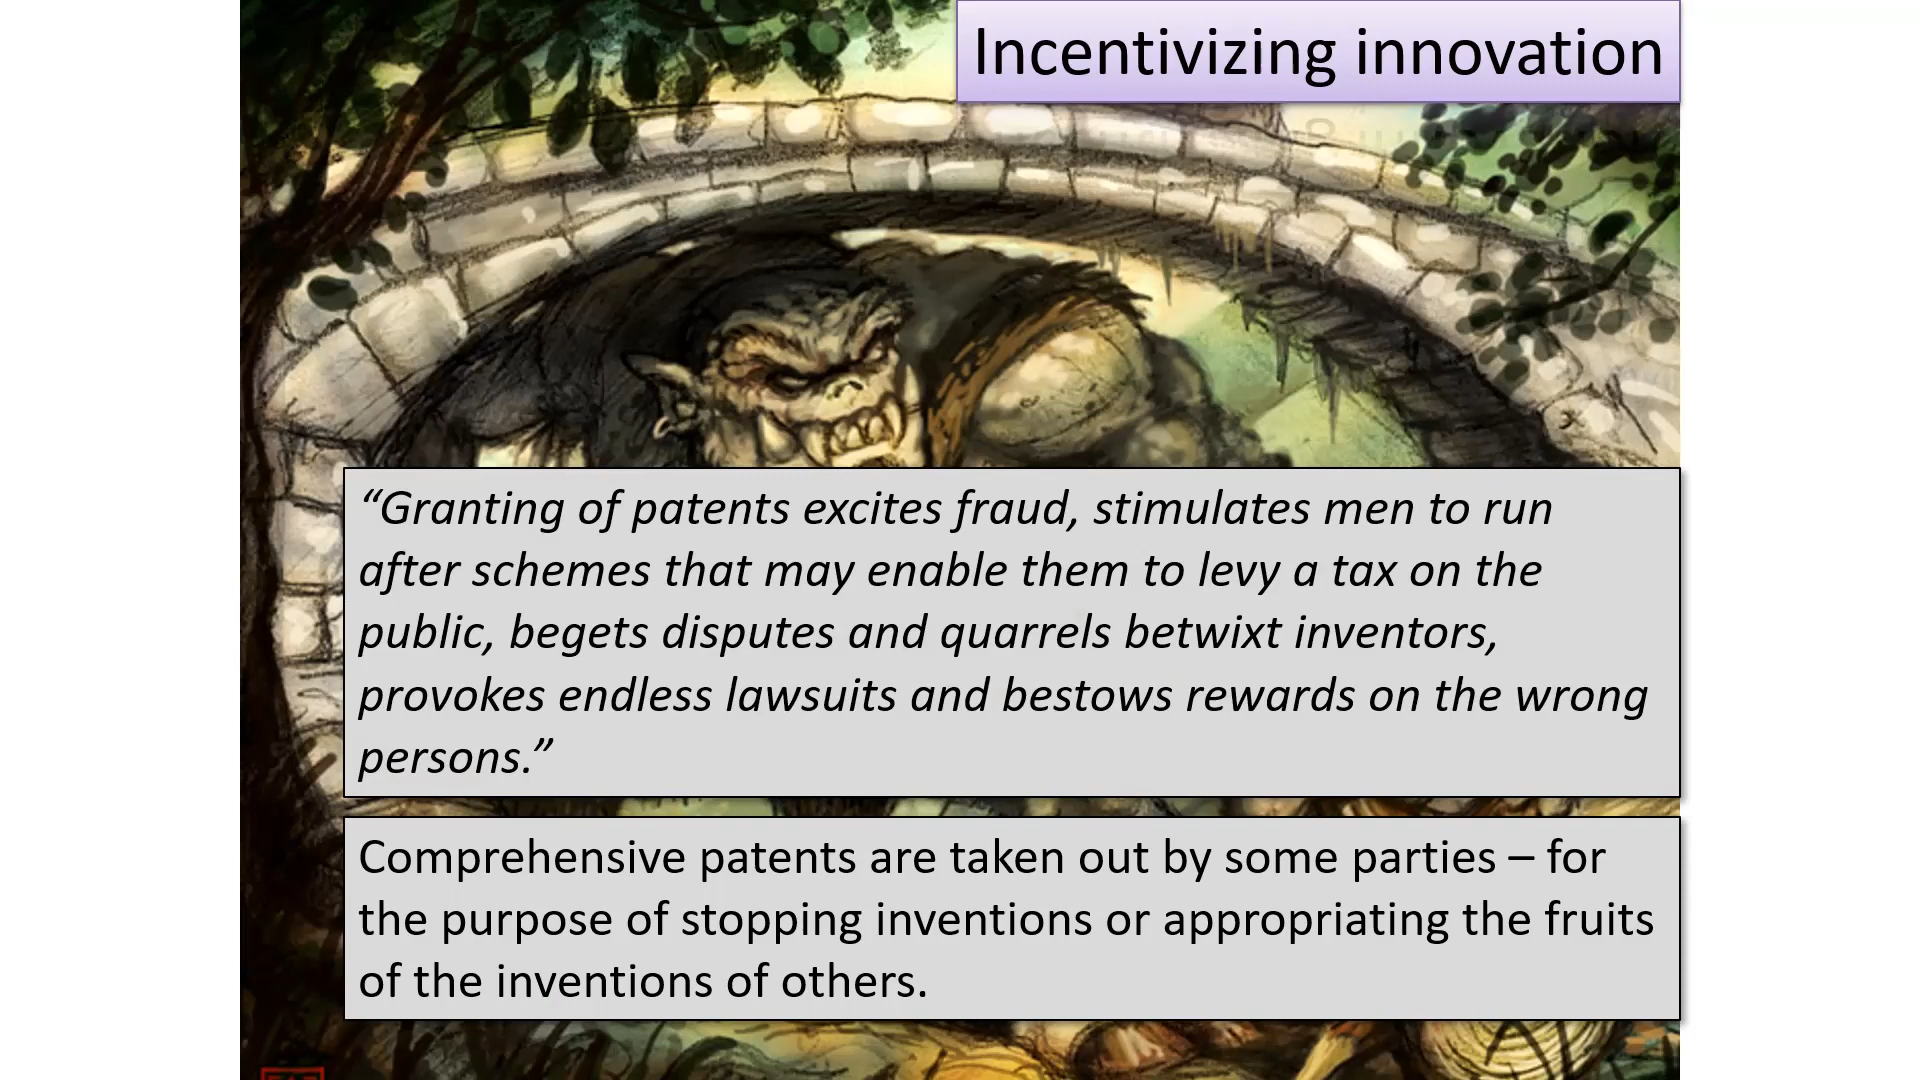 Incentivizing innovation
“Granting of patents excites fraud, stimulates men to run
after schemes that may enable them to levy a tax on the
public, begets disputes and quarrels betwixt inventors,
provokes endless lawsuits and bestows rewards on the wrong
persons.”
Comprehensive patents are taken out by some parties – for
the purpose of stopping inventions or appropriating the fruits
of the inventions of others.